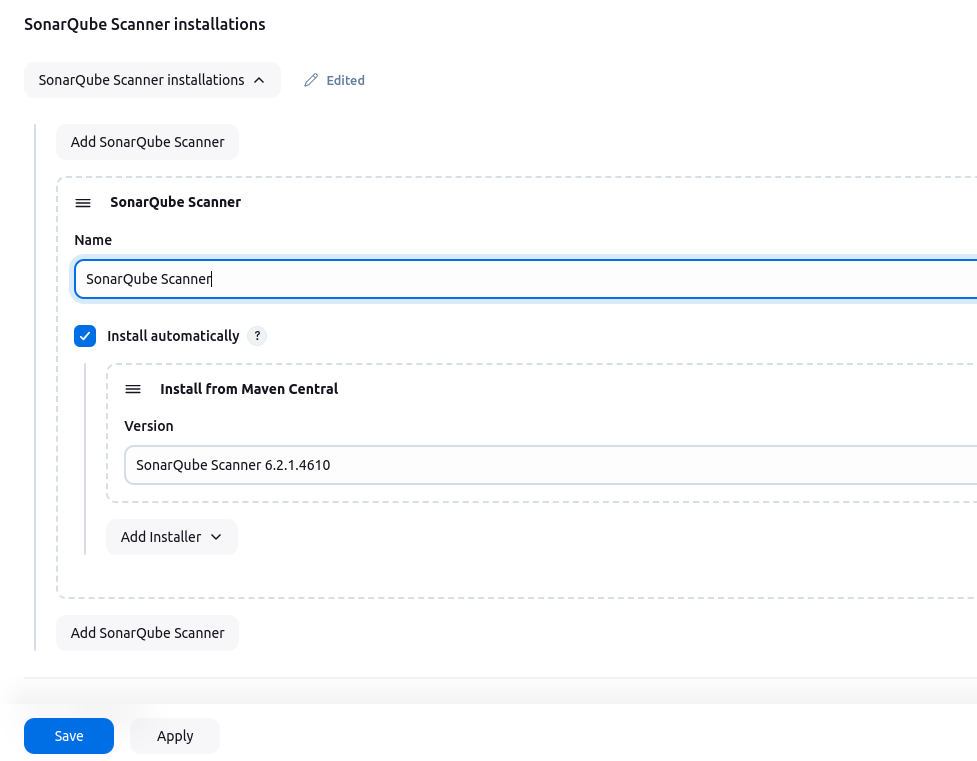 SonarQube Scanner installations
SonarQube Scanner installations
Edited
Add SonarQube Scanner
SonarQube Scanner
Name
SonarQube Scanner
Install automatically ?
Install from Maven Central
Version
SonarQube Scanner 6.2.1.4610
Add Installer
Add SonarQube Scanner
Save
Apply